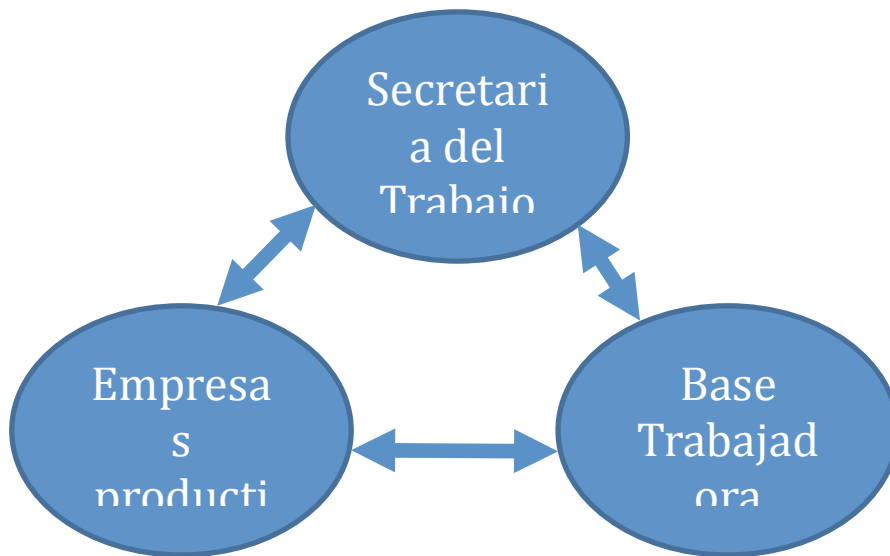 Secretari
a del
Trabajo
Empresa
s
producti
Base
Trabajad
ora